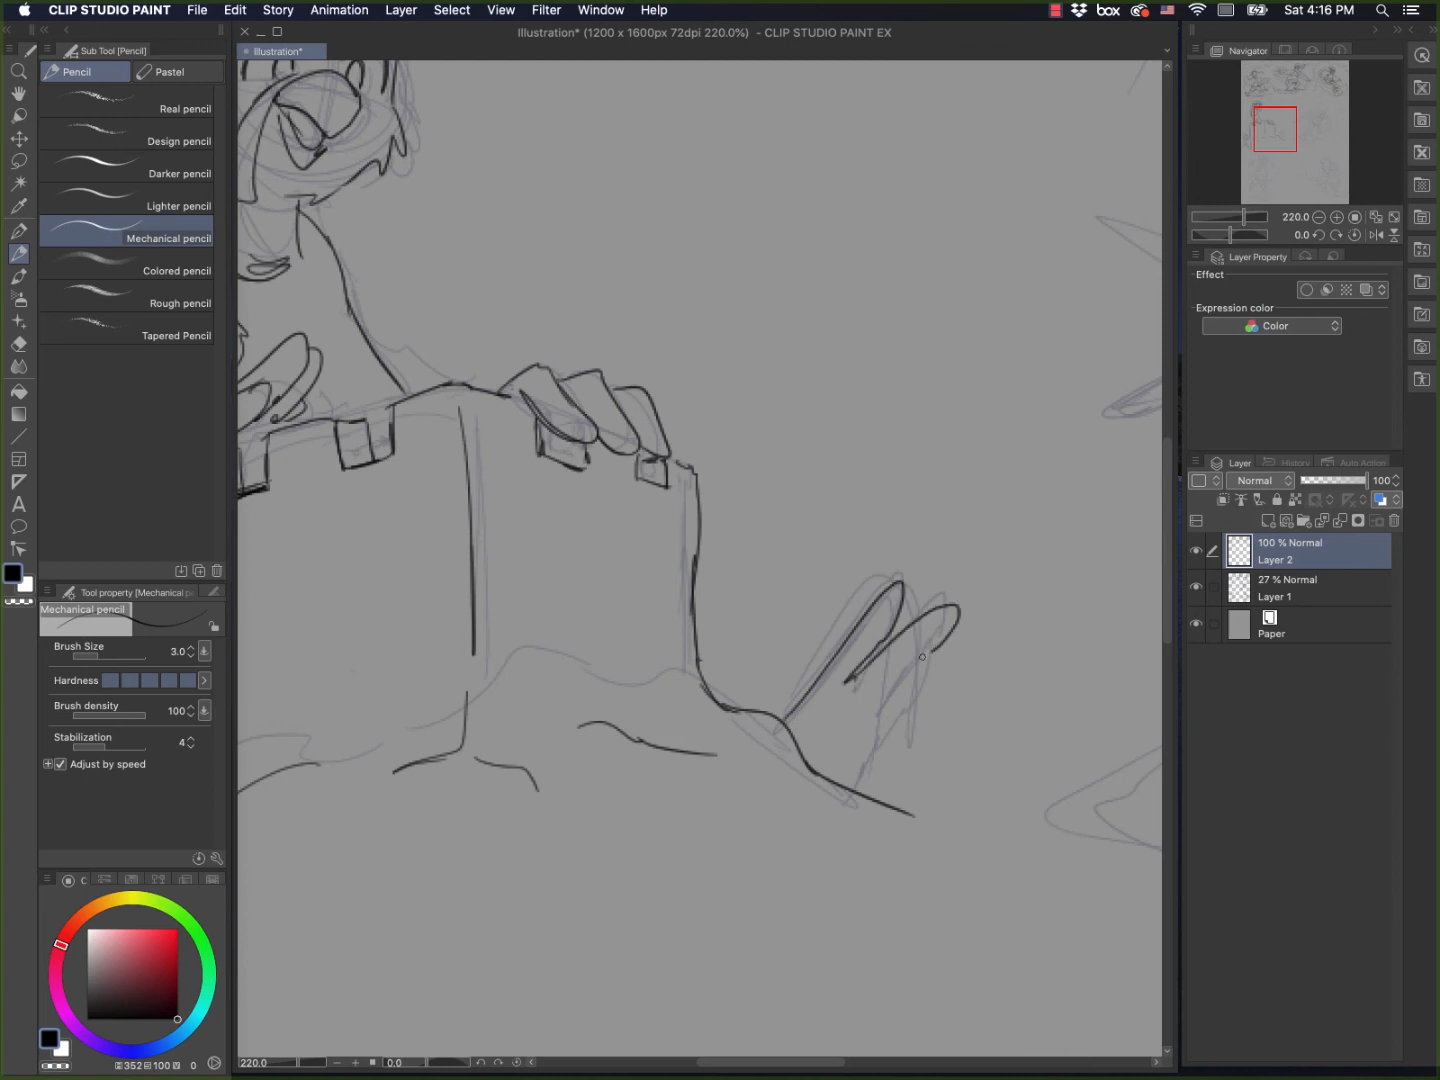 CLIP STUDIO PAINT File Edit Story Animation Layer Select View Filter Window Help box Sat 4:16 PM
Illustration* (1200 x 1600px 72dpi 220.0%) - CLIP STUDIO PAINT EX
Sub Tool [Pencil]
Illustration*
Navigator
Pencil Pastel
Real pencil
Design pencil
Darker pencil
Lighter pencil
Mechanical pencil
Colored pencil
Rough pencil
Tapered Pencil
220.0
0.0
Layer Property
Effect
Expression color
Color
Layer History Auto Action
Normal 100
100 % Normal
Layer 2
27 % Normal
Layer 1
Paper
Tool property [Mechanical pe
Mechanical pencil
Brush Size 3.0
Hardness
Brush density 100
Stabilization 4
Adjust by speed
C
352 100 0
220.0 0.0